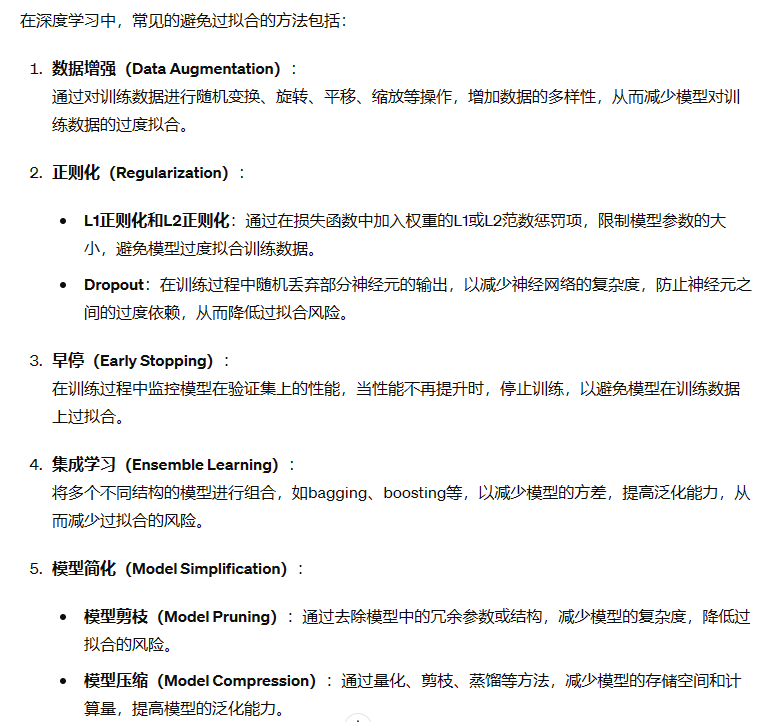 在深度学习中，常见的避免过拟合的方法包括：
1. 数据增强（Data Augmentation）：
通过对训练数据进行随机变换、旋转、平移、缩放等操作，增加数据的多样性，从而减少模型对训
练数据的过度拟合。
2. 正则化（Regularization）：
• L1正则化和L2正则化：通过在损失函数中加入权重的L1或L2范数惩罚项，限制模型参数的大
小，避免模型过度拟合训练数据。
• Dropout：在训练过程中随机丢弃部分神经元的输出，以减少神经网络的复杂度，防止神经元之
间的过度依赖，从而降低过拟合风险。
3. 早停（Early Stopping）：
在训练过程中监控模型在验证集上的性能，当性能不再提升时，停止训练，以避免模型在训练数据
上过拟合。
4. 集成学习（Ensemble Learning）：
将多个不同结构的模型进行组合，如bagging、boosting等，以减少模型的方差，提高泛化能力，从
而减少过拟合的风险。
5. 模型简化（Model Simplification）：
• 模型剪枝（Model Pruning）：通过去除模型中的冗余参数或结构，减少模型的复杂度，降低过
拟合的风险。
• 模型压缩（Model Compression）：通过量化、剪枝、蒸馏等方法，减少模型的存储空间和计
算量，提高模型的泛化能力。